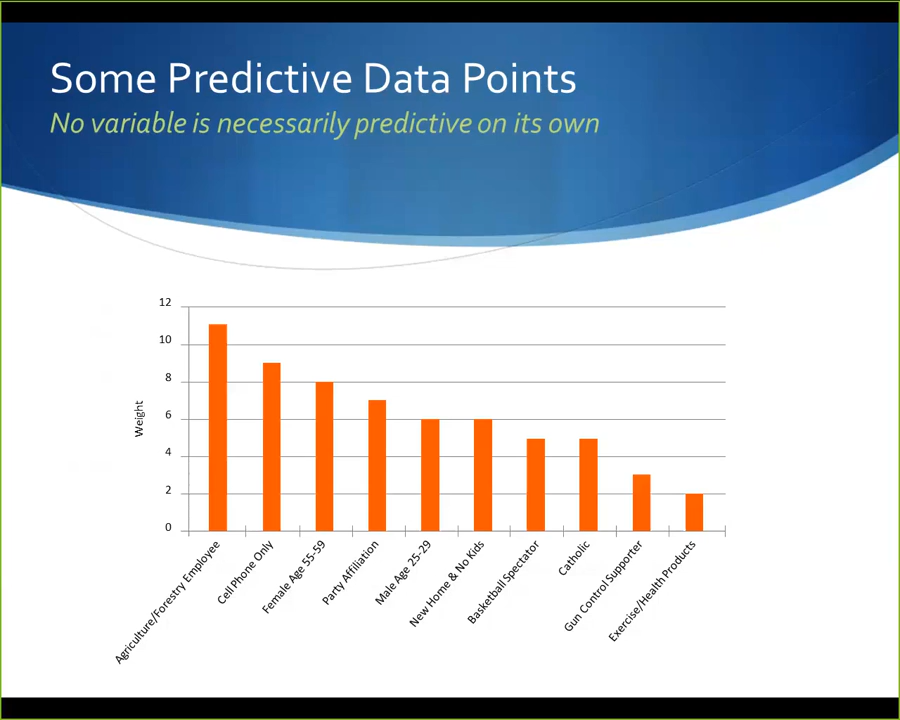 Some Predictive Data Points
No variable is necessarily predictive on its own
12
10
8
6
4
2
0
Weight
Agriculture/Forestry Employee
Cell Phone Only
Female Age 55-59
Party Affiliation
Male Age 25-29
New Home & No Kids
Basketball Spectator
Catholic
Gun Control Supporter
Exercise/Health Products